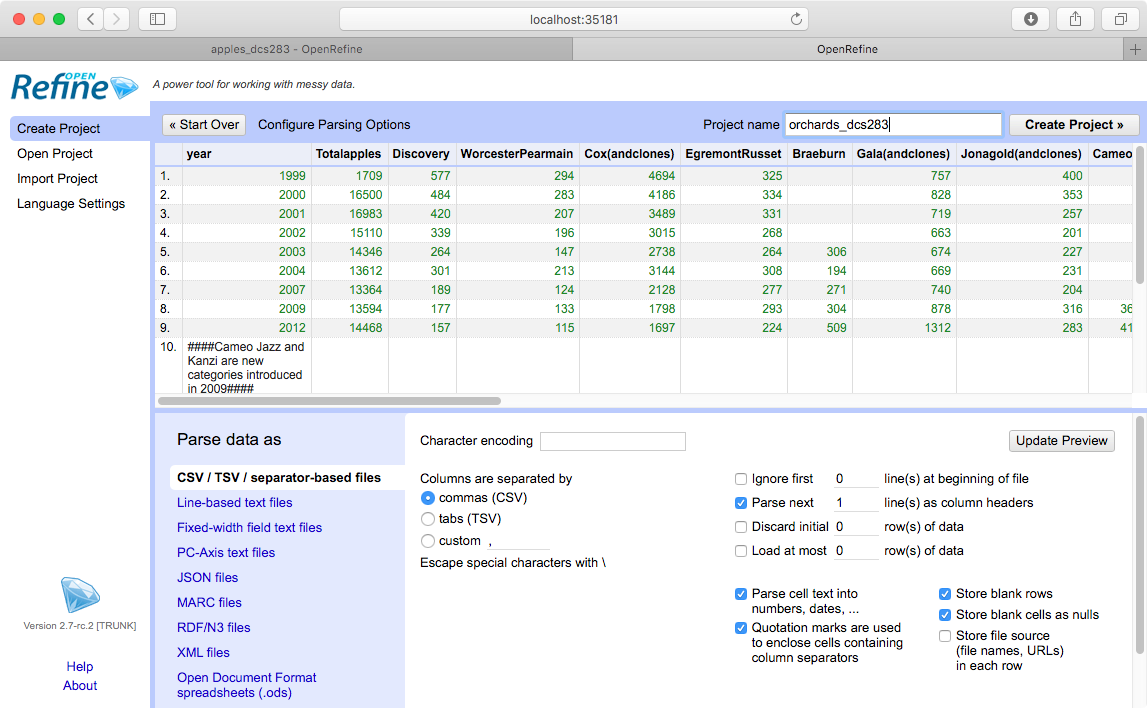 localhost:35181
apples_dcs283 - OpenRefine
OpenRefine
+
OPEN
Refine
A power tool for working with messy data.
Create Project
Open Project
Import Project
Language Settings
« Start Over
Configure Parsing Options
Project name
orchards_dcs283
Create Project »
year Totalapples Discovery WorcesterPearmain Cox(andclones) EgremontRusset Braeburn Gala(andclones) Jonagold(andclones) Cameo
1. 1999 1709 577 294 4694 325 757 400
2. 2000 16500 484 283 4186 334 828 353
3. 2001 16983 420 207 3489 331 719 257
4. 2002 15110 339 196 3015 268 663 201
5. 2003 14346 264 147 2738 264 306 674 227
6. 2004 13612 301 213 3144 308 194 669 231
7. 2007 13364 189 124 2128 277 271 740 204
8. 2009 13594 177 133 1798 293 304 878 316 36
9. 2012 14468 157 115 1697 224 509 1312 283 41
10. ####Cameo Jazz and
Kanzi are new
categories introduced
in 2009####
Parse data as
CSV / TSV / separator-based files
Line-based text files
Fixed-width field text files
PC-Axis text files
JSON files
MARC files
RDF/N3 files
XML files
Open Document Format
spreadsheets (.ods)
Character encoding
Update Preview
Columns are separated by
commas (CSV)
tabs (TSV)
custom ,
Escape special characters with \
Ignore first 0 line(s) at beginning of file
Parse next 1 line(s) as column headers
Discard initial 0 row(s) of data
Load at most 0 row(s) of data
Parse cell text into
numbers, dates, ...
Quotation marks are used
to enclose cells containing
column separators
Store blank rows
Store blank cells as nulls
Store file source
(file names, URLs)
in each row
Version 2.7-rc.2 [TRUNK]
Help
About